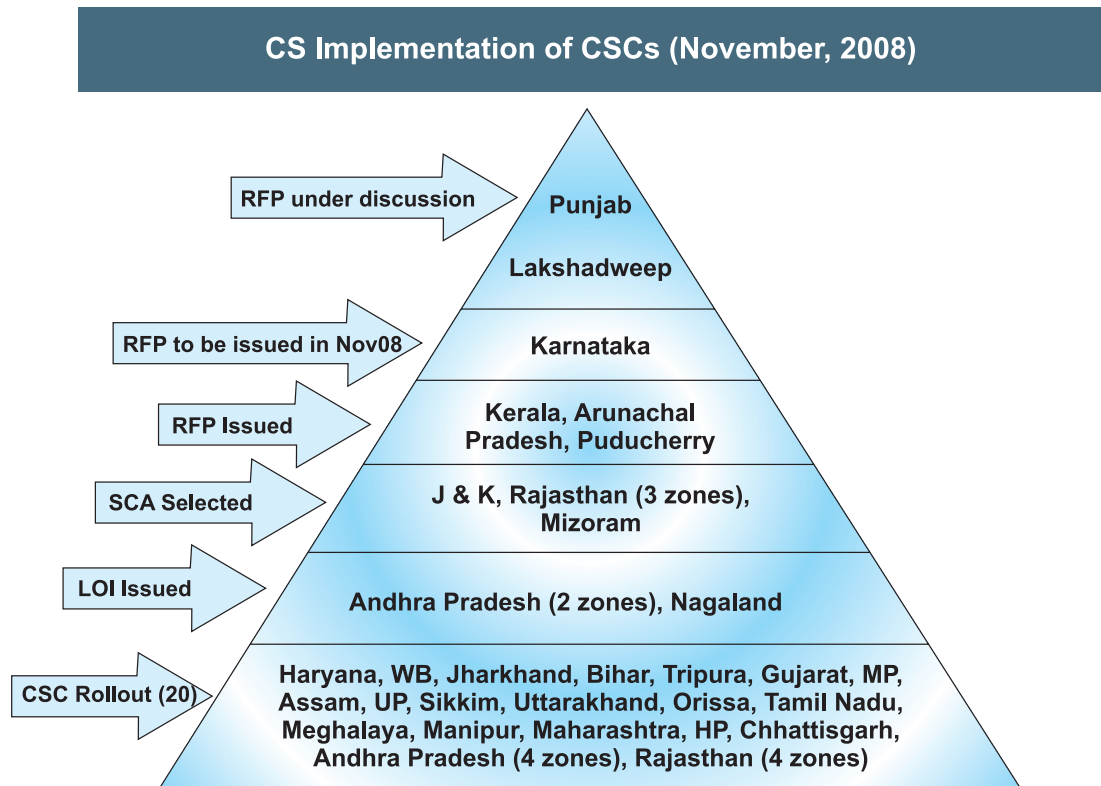 CS Implementation of CSCs (November, 2008)
RFP under discussion
Punjab
Lakshadweep
RFP to be issued in Nov08
Karnataka
RFP Issued
Kerala, Arunachal
Pradesh, Puducherry
SCA Selected
J & K, Rajasthan (3 zones),
Mizoram
LOI Issued
Andhra Pradesh (2 zones), Nagaland
CSC Rollout (20)
Haryana, WB, Jharkhand, Bihar, Tripura, Gujarat, MP,
Assam, UP, Sikkim, Uttarakhand, Orissa, Tamil Nadu,
Meghalaya, Manipur, Maharashtra, HP, Chhattisgarh,
Andhra Pradesh (4 zones), Rajasthan (4 zones)